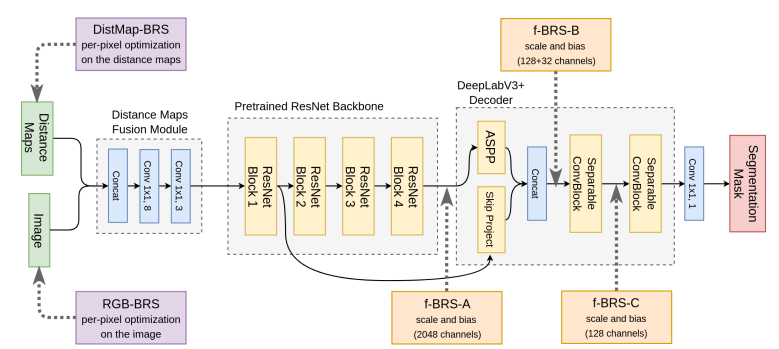 DistMap-BRS
per-pixel optimization
on the distance maps
f-BRS-B
scale and bias
(128+32 channels)
DeepLabV3+
Decoder
Pretrained ResNet Backbone
Distance Maps
Fusion Module
Distance
Maps
Image
Concat
Conv 1x1, 8
Conv 1x1, 3
ResNet
Block 1
ResNet
Block 2
ResNet
Block 3
ResNet
Block 4
ASPP
Skip Project
Concat
Separable
ConvBlock
Separable
ConvBlock
Conv 1x1, 1
Segmentation
Mask
RGB-BRS
per-pixel optimization
on the image
f-BRS-A
scale and bias
(2048 channels)
f-BRS-C
scale and bias
(128 channels)